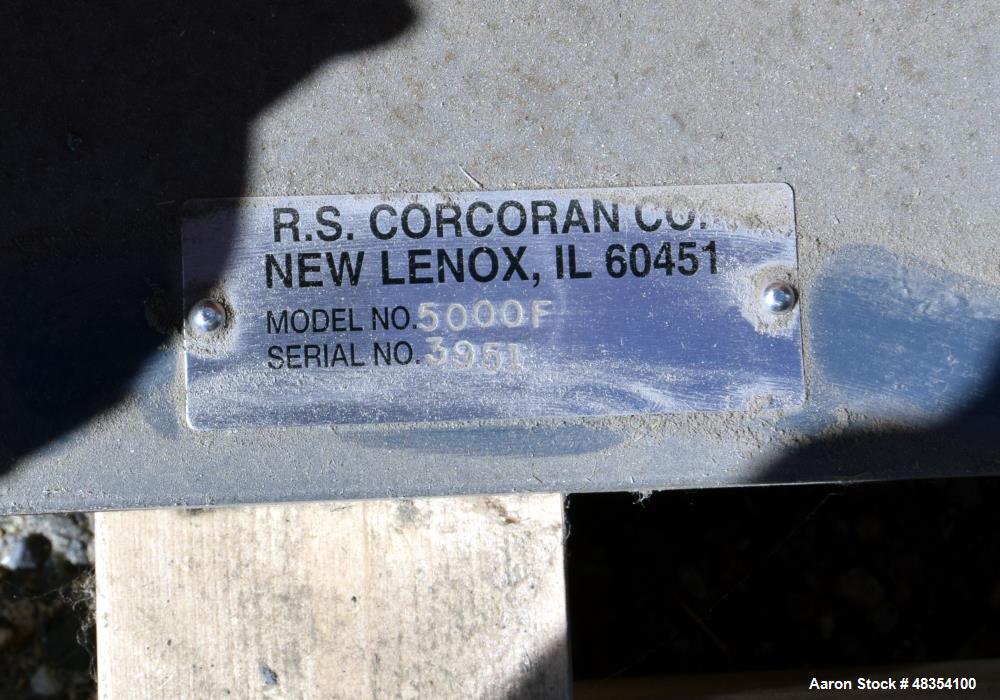 R.S. CORCORAN CO.
NEW LENOX, IL 60451
MODEL NO. 5000F
SERIAL NO. 3951
Aaron Stock # 48354100